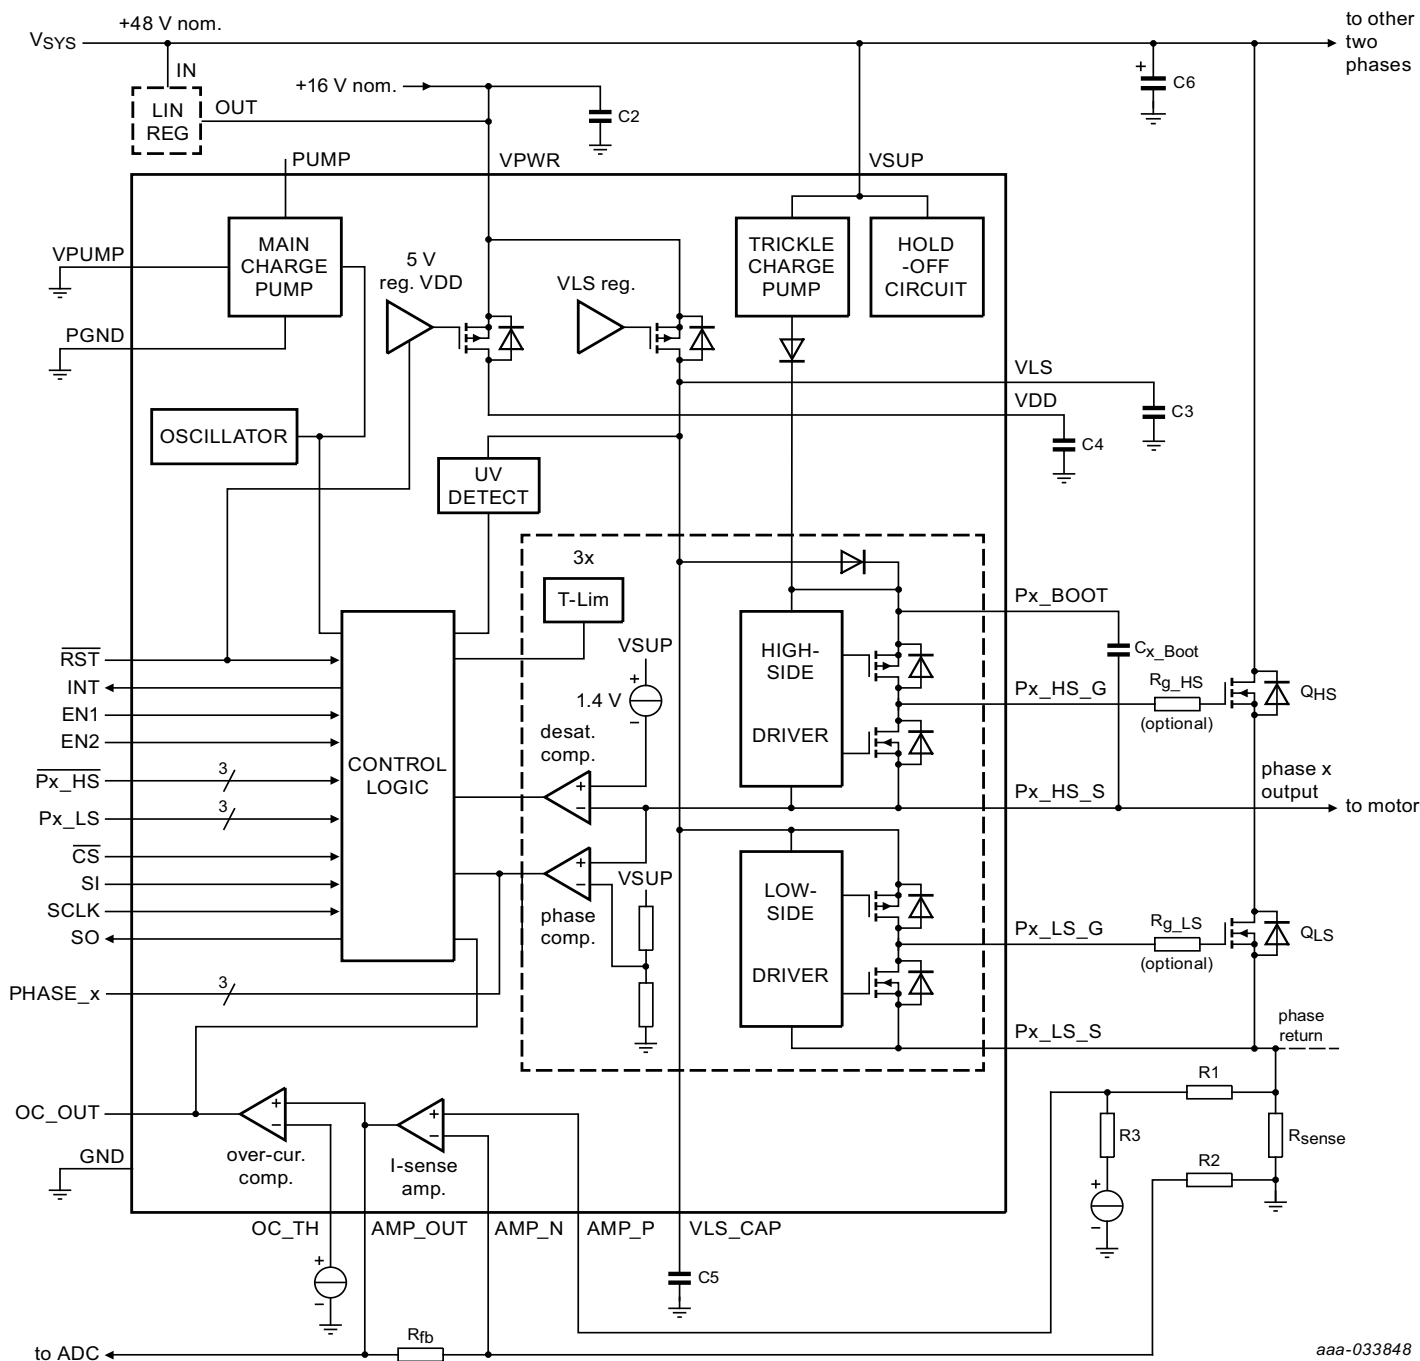 +48 V nom.
VSYS
to other
two
phases
IN
+16 V nom.
LIN
REG
OUT
C2
+
C6
PUMP
VPWR
VSUP
MAIN
CHARGE
PUMP
VPUMP
5 V
reg. VDD
VLS reg.
TRICKLE
CHARGE
PUMP
HOLD
-OFF
CIRCUIT
PGND
VLS
VDD
C3
C4
OSCILLATOR
UV
DETECT
3x
T-Lim
VSUP
+
1.4 V
−
desat.
comp.
HIGH-
SIDE
DRIVER
Px_BOOT
Cx_Boot
Px_HS_G
Rg_HS
(optional)
QHS
RST
INT
EN1
EN2
Px_HS
3
Px_LS
3
CS
SI
SCLK
SO
CONTROL
LOGIC
+
−
Px_HS_S
phase x
output
to motor
+
−
VSUP
phase
comp.
LOW-
SIDE
DRIVER
Px_LS_G
Rg_LS
(optional)
QLS
PHASE_x
3
Px_LS_S
phase
return
R1
OC_OUT
+
−
over-cur.
comp.
+
−
I-sense
amp.
R3
Rsense
R2
+
−
GND
OC_TH
AMP_OUT
AMP_N
AMP_P
VLS_CAP
+
−
C5
Rfb
to ADC
aaa-033848